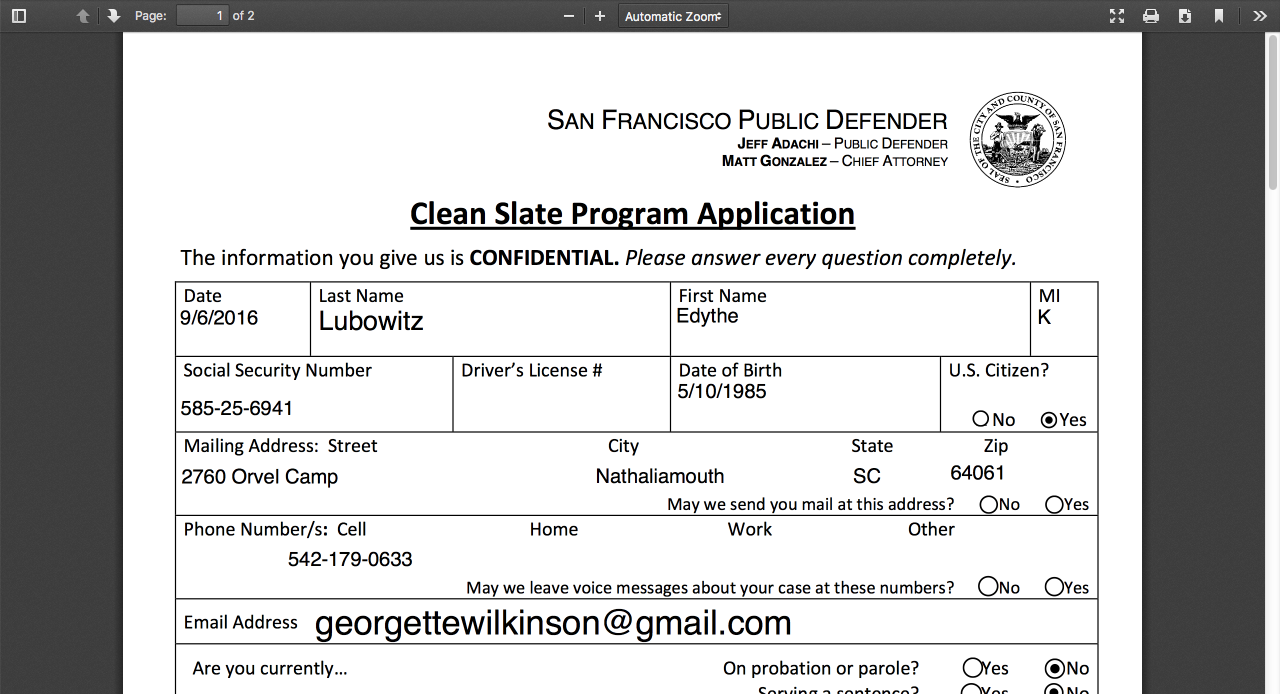 Page: 1 of 2 Automatic Zoom
SAN FRANCISCO PUBLIC DEFENDER
JEFF ADACHI – PUBLIC DEFENDER
MATT GONZALEZ – CHIEF ATTORNEY
SEAL OF THE CITY AND COUNTY OF SAN FRANCISCO
Clean Slate Program Application
The information you give us is CONFIDENTIAL. Please answer every question completely.
Date Last Name First Name MI
9/6/2016 Lubowitz Edythe K
Social Security Number Driver's License # Date of Birth U.S. Citizen?
585-25-6941 5/10/1985
No Yes
Mailing Address: Street City State Zip
2760 Orvel Camp Nathaliamouth SC 64061
May we send you mail at this address? No Yes
Phone Number/s: Cell Home Work Other
542-179-0633
May we leave voice messages about your case at these numbers? No Yes
Email Address georgettewilkinson@gmail.com
Are you currently... On probation or parole? Yes No
Serving a sentence? Yes No